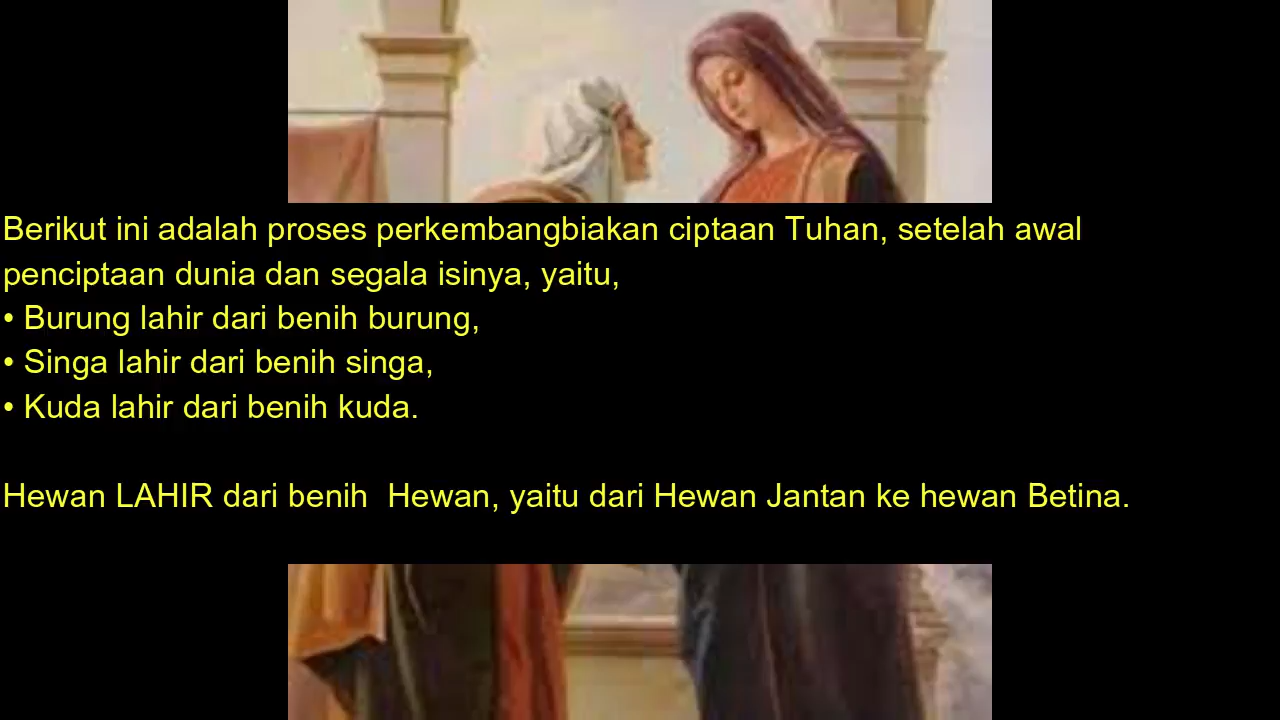 Berikut ini adalah proses perkembangbiakan ciptaan Tuhan, setelah awal
penciptaan dunia dan segala isinya, yaitu,
• Burung lahir dari benih burung,
• Singa lahir dari benih singa,
• Kuda lahir dari benih kuda.
Hewan LAHIR dari benih  Hewan, yaitu dari Hewan Jantan ke hewan Betina.